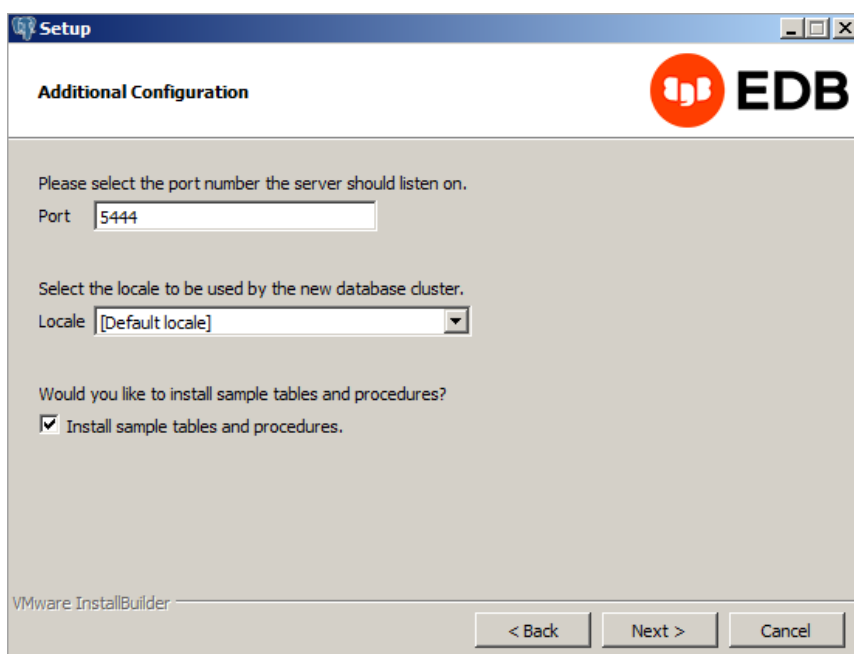 Setup
Additional Configuration
EDB
Please select the port number the server should listen on.
Port 5444
Select the locale to be used by the new database cluster.
Locale [Default locale]
Would you like to install sample tables and procedures?
Install sample tables and procedures.
VMware InstallBuilder
< Back Next > Cancel